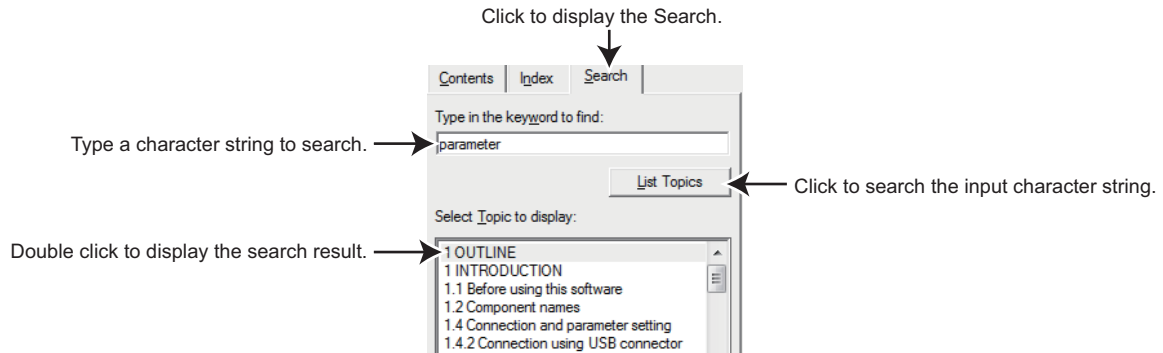 Click to display the Search.
Contents Index Search
Type in the keyword to find:
Type a character string to search.
parameter
List Topics
Click to search the input character string.
Select Topic to display:
Double click to display the search result.
1 OUTLINE
1 INTRODUCTION
1.1 Before using this software
1.2 Component names
1.4 Connection and parameter setting
1.4.2 Connection using USB connector